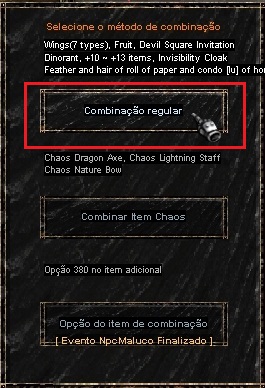 Selecione o método de combinação
Wings(7 types), Fruit, Devil Square Invitation
Dinorant, +10 ~ +13 items, Invisibility Cloak
Feather and hair of roll of paper and condo [lu] of hor
Combinação regular
Chaos Dragon Axe, Chaos Lightning Staff
Chaos Nature Bow
Combinar Item Chaos
Opção 380 no item adicional
Opção do item de combinação
[ Evento NpcMaluco Finalizado ]